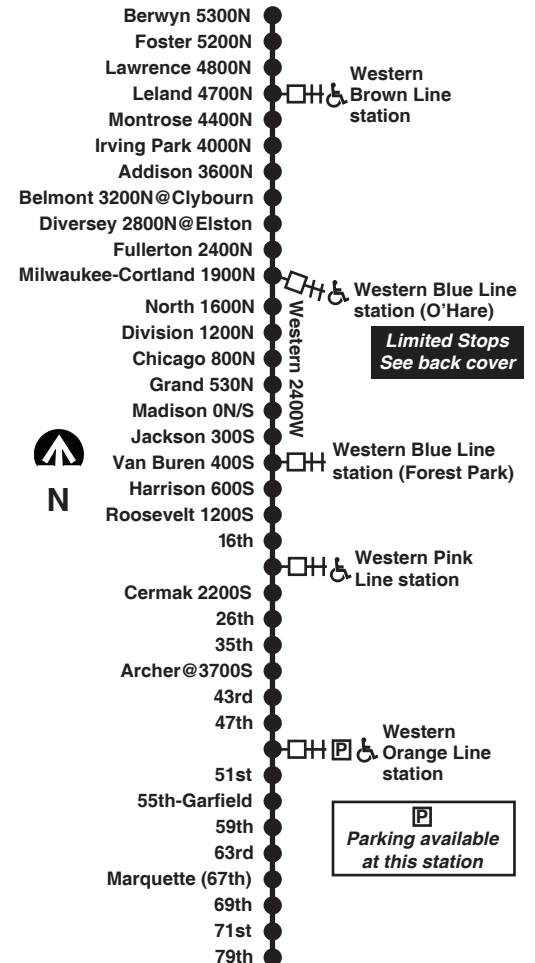 Berwyn 5300N
Foster 5200N
Lawrence 4800N
Leland 4700N
Western
Brown Line
station
Montrose 4400N
Irving Park 4000N
Addison 3600N
Belmont 3200N@Clybourn
Diversey 2800N@Elston
Fullerton 2400N
Milwaukee-Cortland 1900N
Western Blue Line
station (O'Hare)
North 1600N
Western 2400W
Limited Stops
See back cover
Division 1200N
Chicago 800N
Grand 530N
Madison 0N/S
Jackson 300S
Van Buren 400S
Western Blue Line
station (Forest Park)
N
Harrison 600S
Roosevelt 1200S
16th
Western Pink
Line station
Cermak 2200S
26th
35th
Archer@3700S
43rd
47th
P
Western
Orange Line
station
51st
55th-Garfield
59th
63rd
P
Parking available
at this station
Marquette (67th)
69th
71st
79th